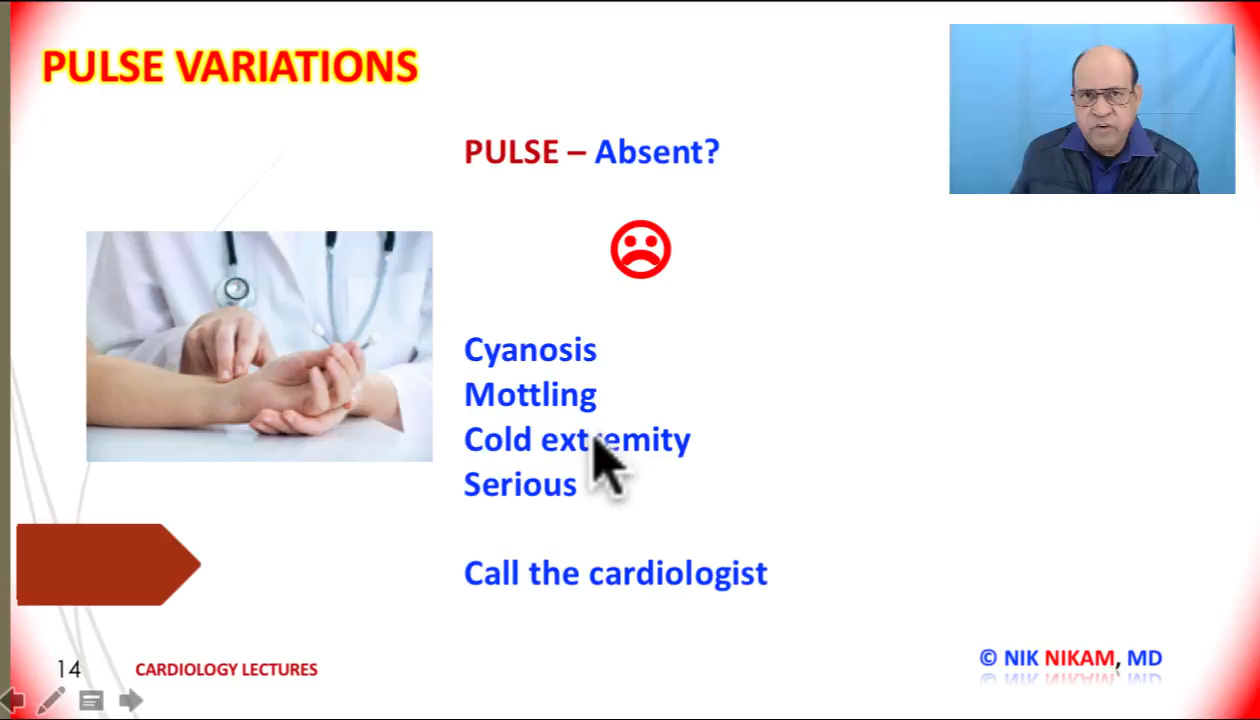 PULSE VARIATIONS
PULSE – Absent?
Cyanosis
Mottling
Cold extremity
Serious
Call the cardiologist
14
CARDIOLOGY LECTURES
© NIK NIKAM, MD